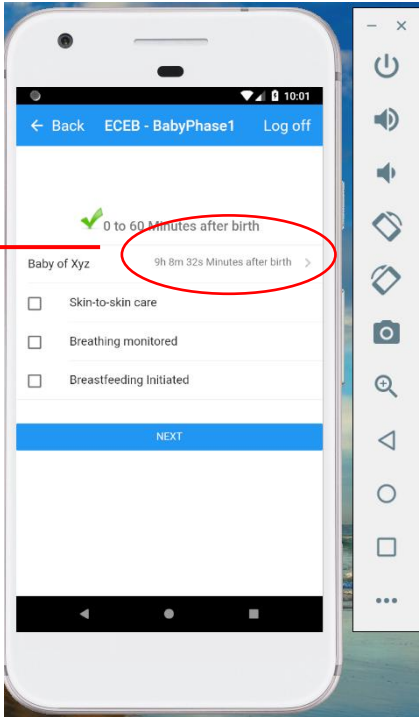 10:01
← Back ECEB - BabyPhase1 Log off
0 to 60 Minutes after birth
Baby of Xyz 9h 8m 32s Minutes after birth >
Skin-to-skin care
Breathing monitored
Breastfeeding Initiated
NEXT